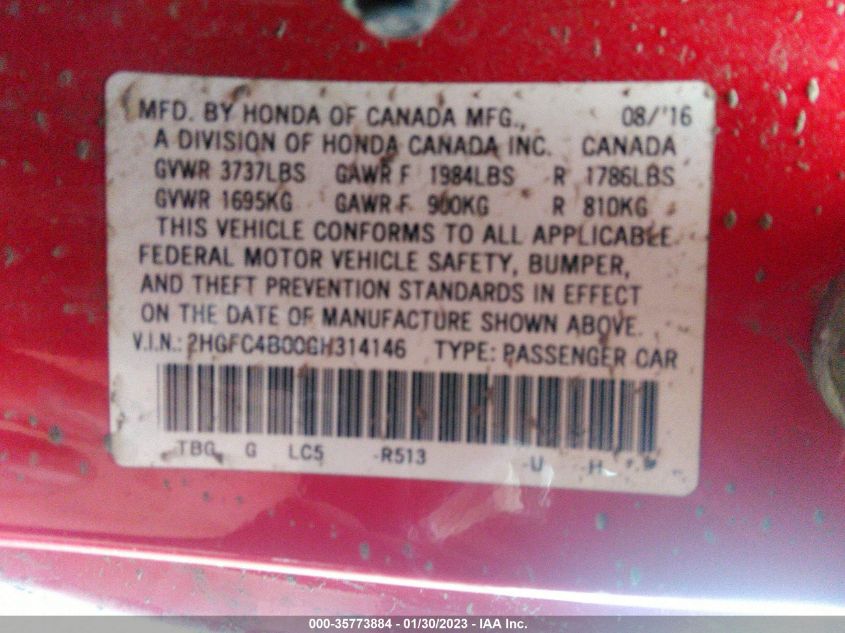 MFD. BY HONDA OF CANADA MFG., 08/'16
A DIVISION OF HONDA CANADA INC. CANADA
GVWR 3737LBS GAWR F 1984LBS R 1786LBS
GVWR 1695KG GAWR F 900KG R 810KG
THIS VEHICLE CONFORMS TO ALL APPLICABLE
FEDERAL MOTOR VEHICLE SAFETY, BUMPER,
AND THEFT PREVENTION STANDARDS IN EFFECT
ON THE DATE OF MANUFACTURE SHOWN ABOVE.
V.I.N.: 2HGFC4B00GH314146 TYPE: PASSENGER CAR
TBG G LC5 -R513 -U -H
000-35773884 / 01/30/2023 - IAA Inc.